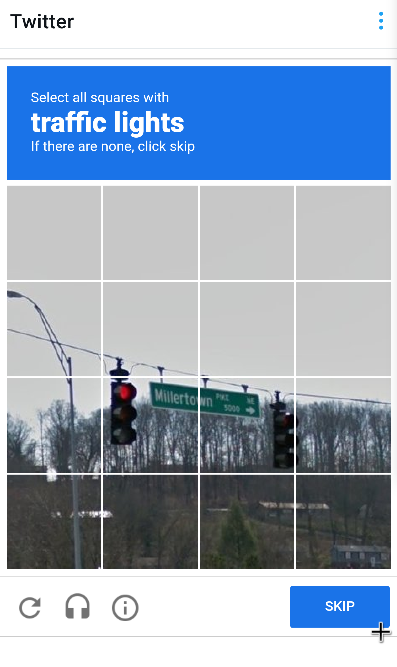 Twitter
Select all squares with
traffic lights
If there are none, click skip
Millertown PIKE NE
5000 →
SKIP